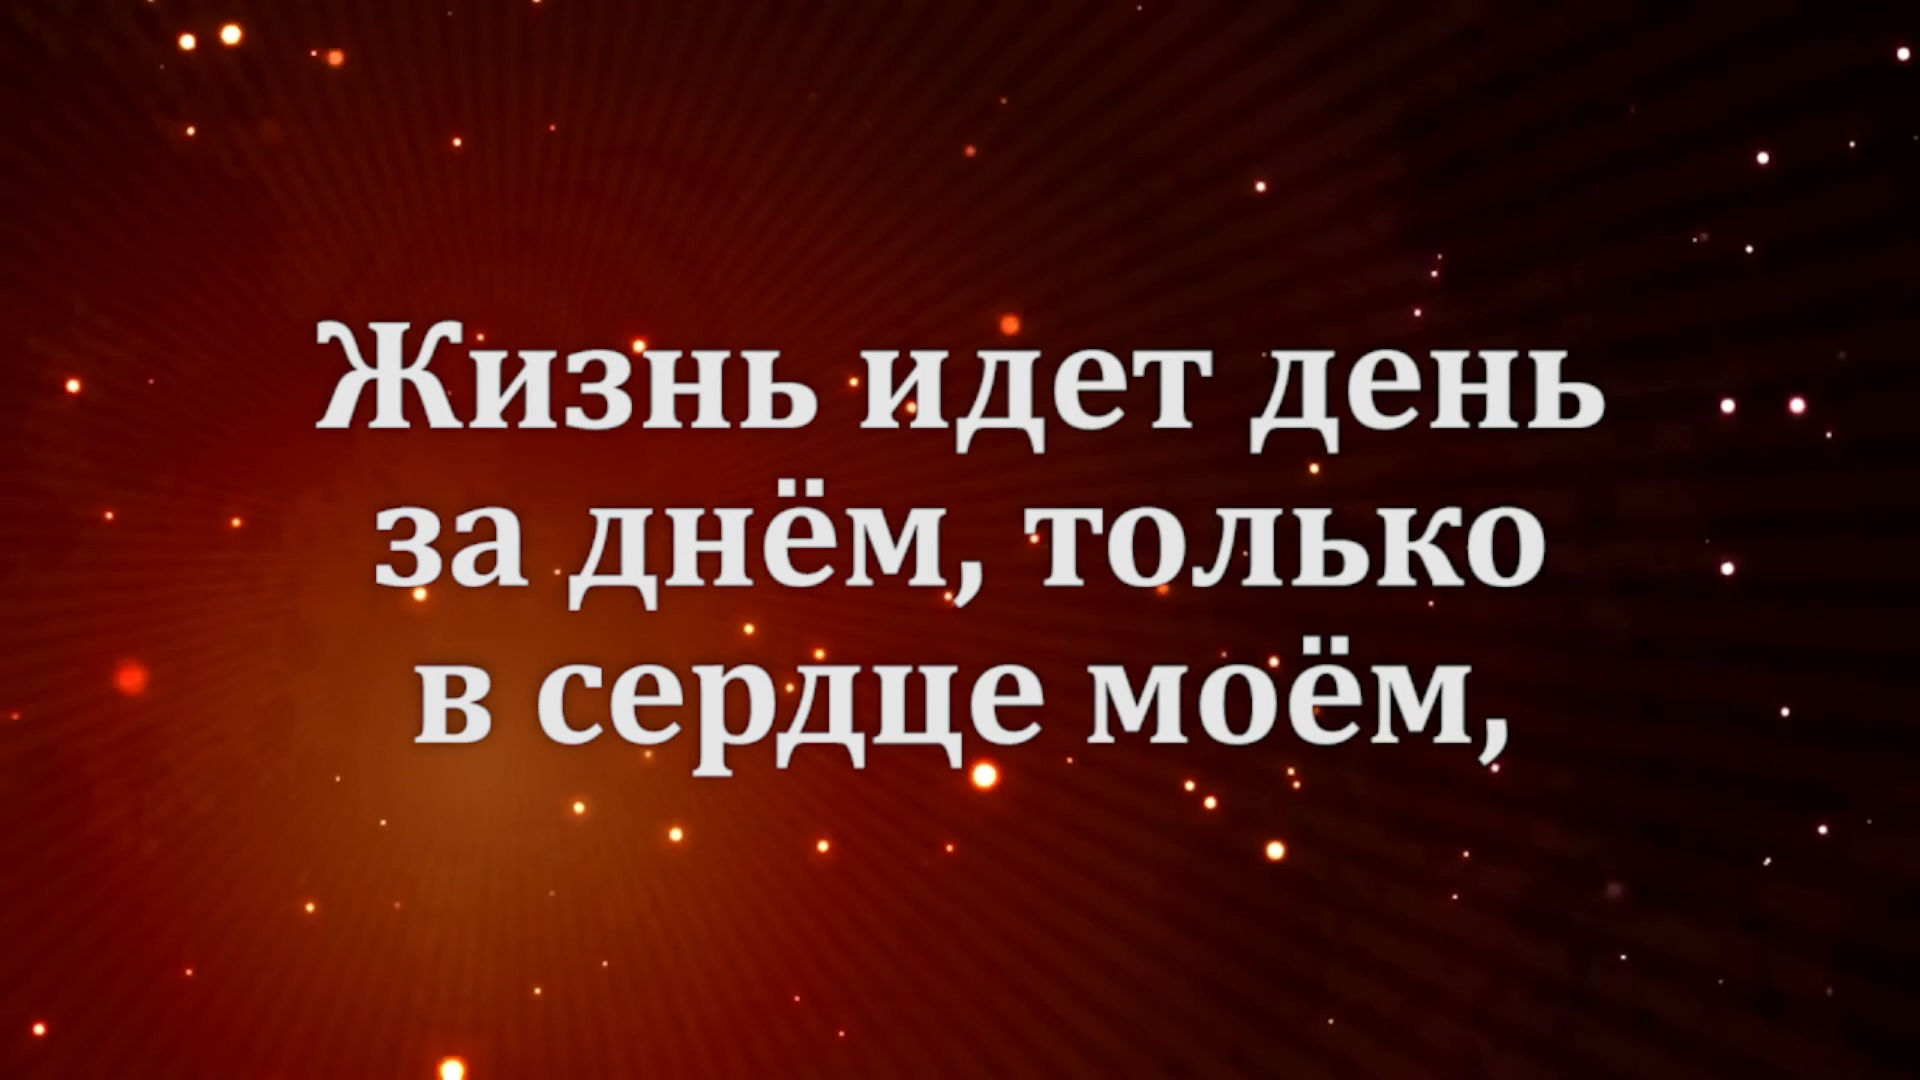 Жизнь идет день
за днём, только
в сердце моём,